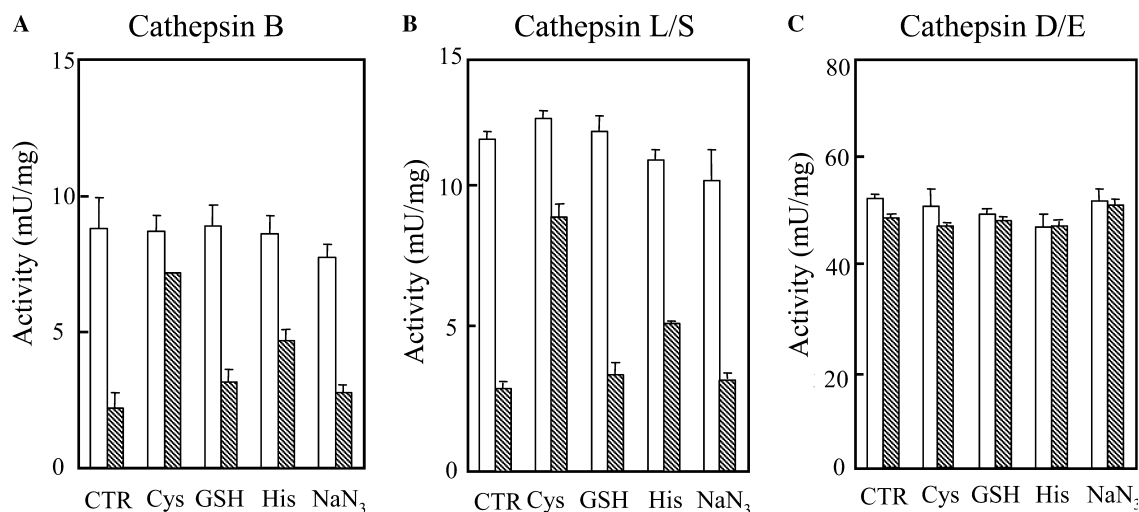 A Cathepsin B
Activity (mU/mg)
15
10
5
0
CTR Cys GSH His NaN₃
B Cathepsin L/S
Activity (mU/mg)
15
10
5
0
CTR Cys GSH His NaN₃
C Cathepsin D/E
Activity (mU/mg)
80
60
40
20
0
CTR Cys GSH His NaN₃